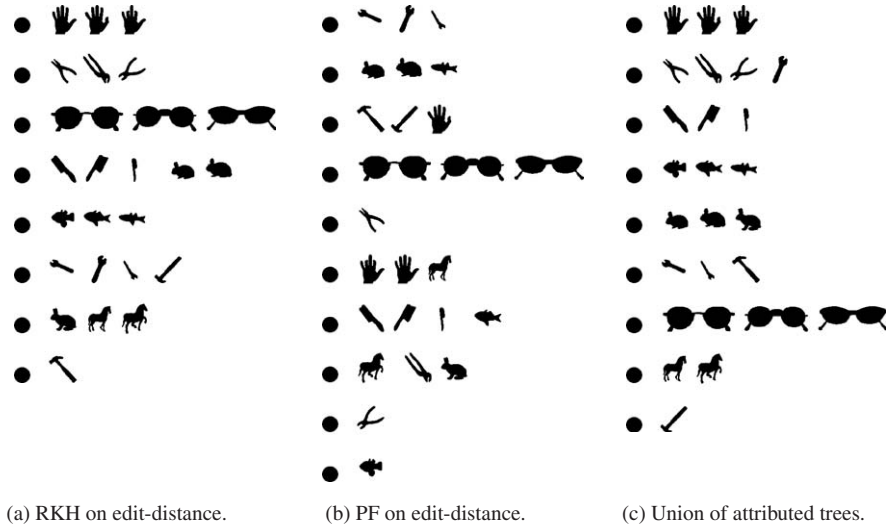 (a) RKH on edit-distance.
(b) PF on edit-distance.
(c) Union of attributed trees.